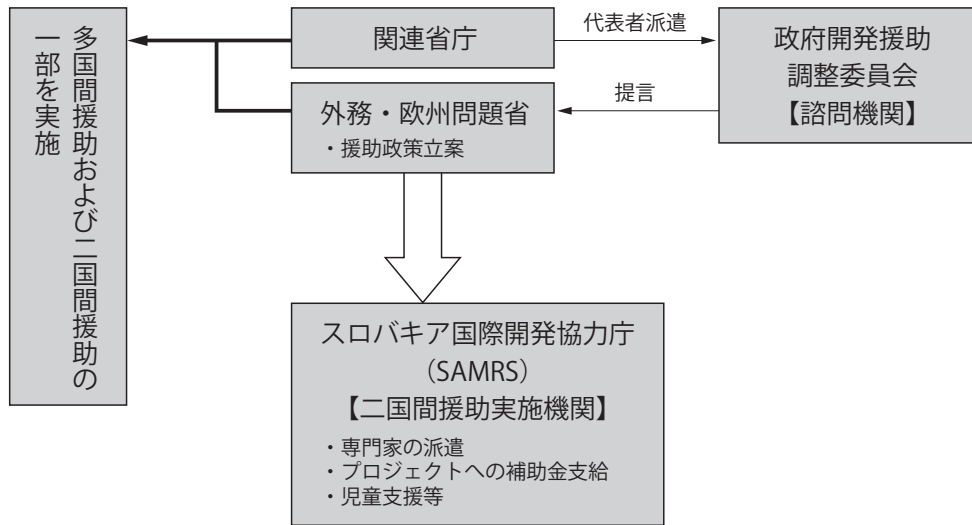 多国間援助および二国間援助の
一部を実施
関連省庁
代表者派遣
政府開発援助
調整委員会
【諮問機関】
外務・欧州問題省
・援助政策立案
提言
スロバキア国際開発協力庁
（SAMRS）
【二国間援助実施機関】
・専門家の派遣
・プロジェクトへの補助金支給
・児童支援等